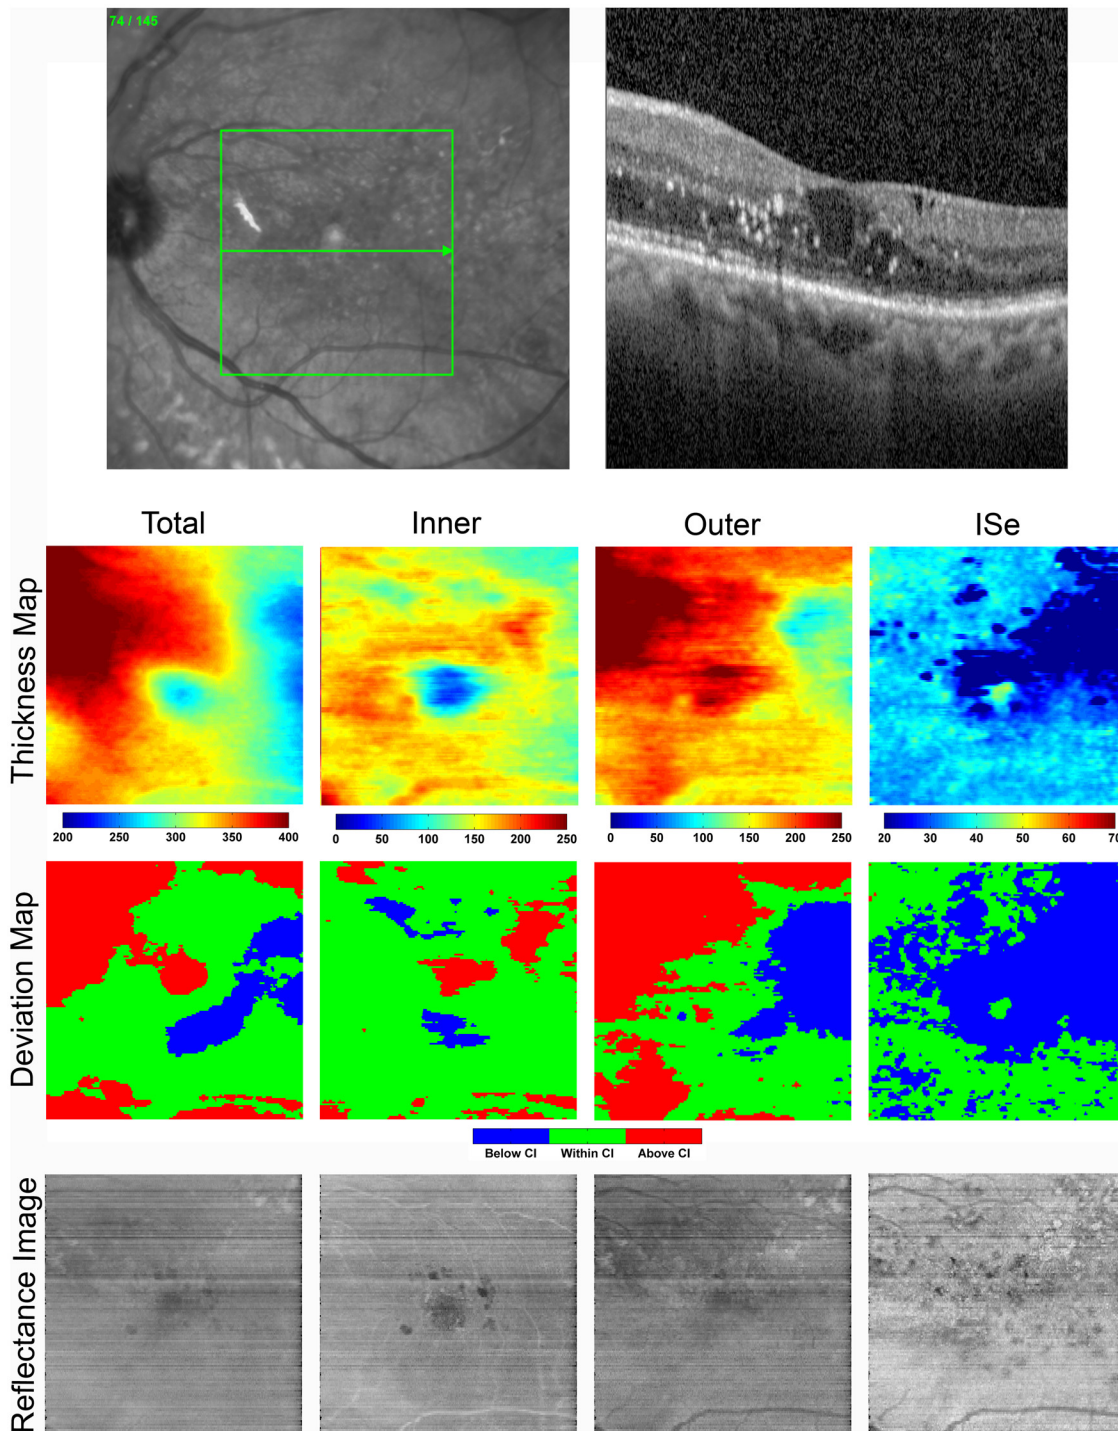 74 / 145
Total Inner Outer ISe
Thickness Map
200 250 300 350 400 0 50 100 150 200 250 0 50 100 150 200 250 20 30 40 50 60 70
Deviation Map
Below CI Within CI Above CI
Reflectance Image